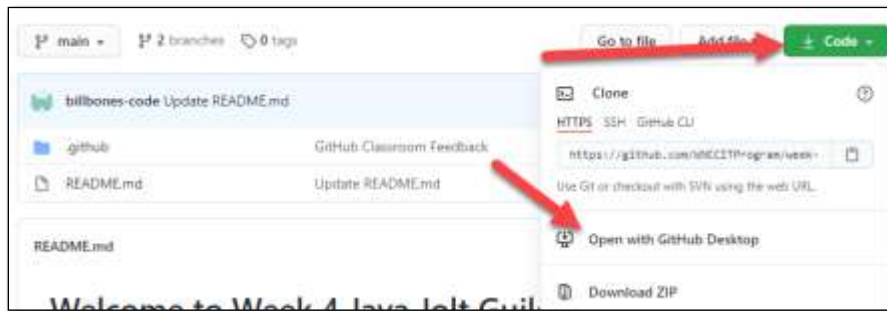 main 2 branches 0 tags Go to file Add file Code
billbones-code Update README.md
.github GitHub Classroom Feedback
README.md Update README.md
README.md
Welcome to Week 4 Java Jolt
Clone
HTTPS SSH GitHub CLI
Use Git or checkout with SVN using the web URL.
Open with GitHub Desktop
Download ZIP